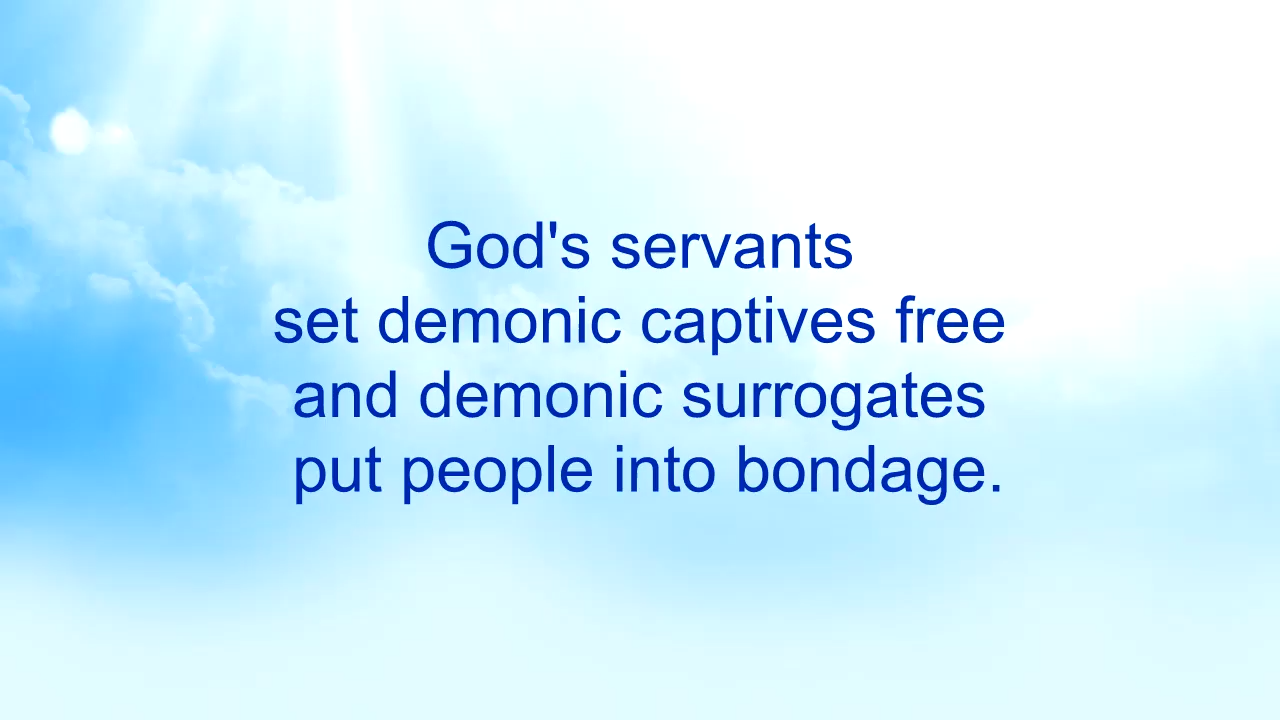 God's servants
set demonic captives free
and demonic surrogates
put people into bondage.